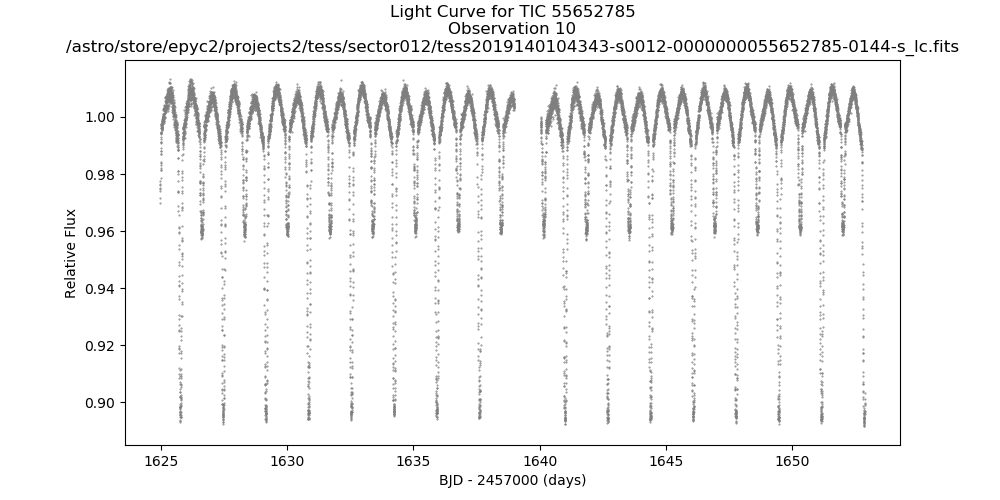 Light Curve for TIC 55652785
Observation 10
/astro/store/epyc2/projects2/tess/sector012/tess2019140104343-s0012-0000000055652785-0144-s_lc.fits
1.00
0.98
0.96
0.94
0.92
0.90
Relative Flux
1625
1630
1635
1640
1645
1650
BJD - 2457000 (days)